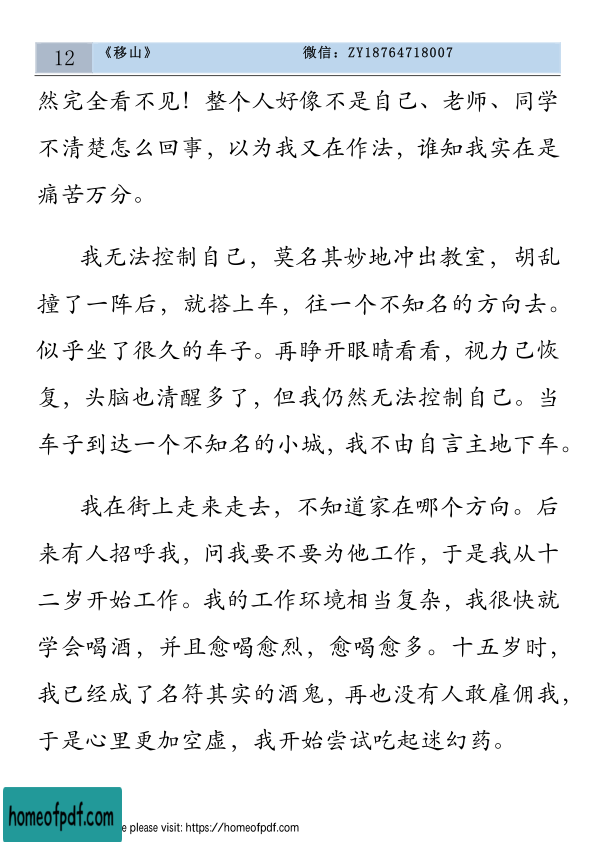 12 《移山》 微信：ZY18764718007
然完全看不见！整个人好像不是自己、老师、同学
不清楚怎么回事，以为我又在作法，谁知我实在是
痛苦万分。
我无法控制自己，莫名其妙地冲出教室，胡乱
撞了一阵后，就搭上车，往一个不知名的方向去。
似乎坐了很久的车子。再睁开眼睛看看，视力己恢
复，头脑也清醒多了，但我仍然无法控制自己。当
车子到达一个不知名的小城，我不由自言主地下车。
我在街上走来走去，不知道家在哪个方向。后
来有人招呼我，问我要不要为他工作，于是我从十
二岁开始工作。我的工作环境相当复杂，我很快就
学会喝酒，并且愈喝愈烈，愈喝愈多。十五岁时，
我已经成了名符其实的酒鬼，再也没有人敢雇佣我，
于是心里更加空虚，我开始尝试吃起迷幻药。
homeofpdf.com
e please visit: https://homeofpdf.com